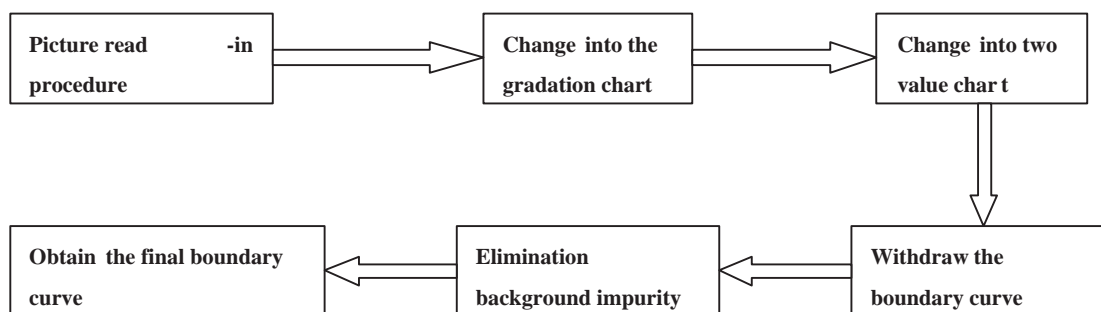 Picture read -in
procedure
Change into the
gradation chart
Change into two
value char t
Withdraw the
boundary curve
Elimination
background impurity
Obtain the final boundary
curve